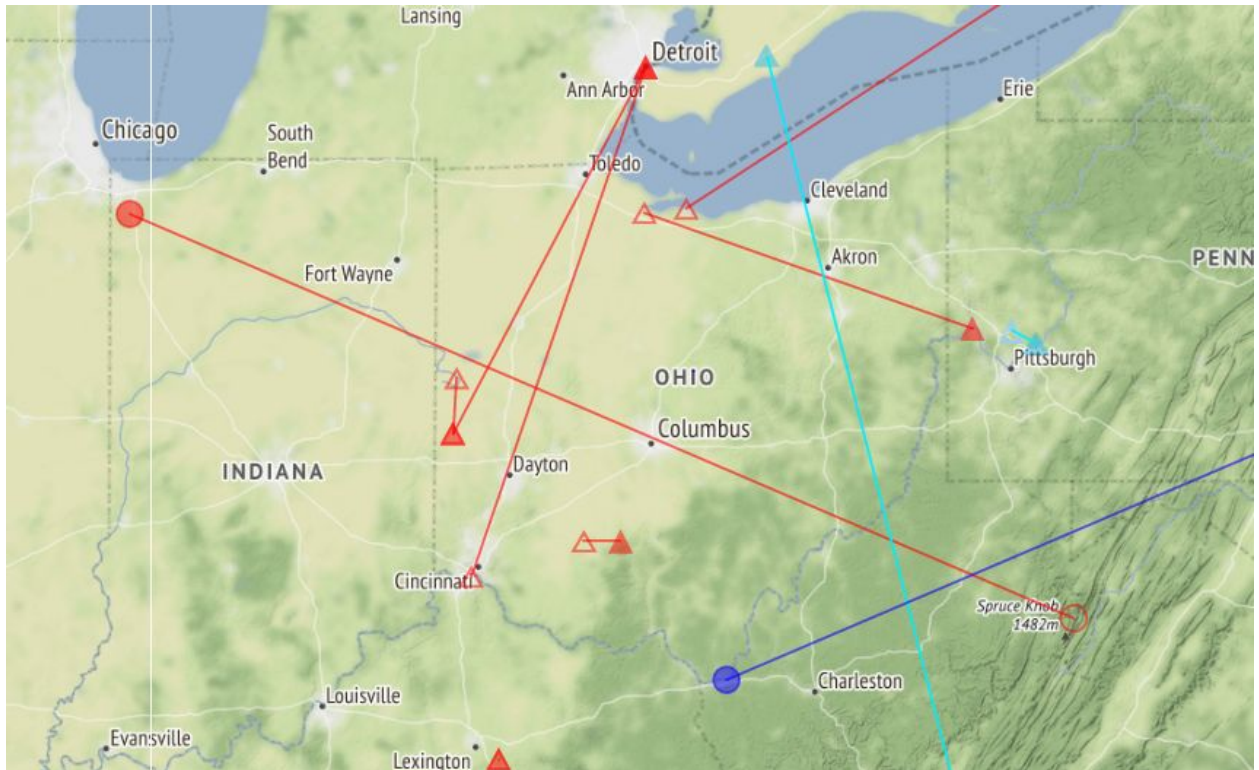 Lansing
Detroit
Ann Arbor
Erie
Chicago
South
Bend
Toledo
Cleveland
Akron
Fort Wayne
PENN
Pittsburgh
OHIO
Columbus
INDIANA
Dayton
Cincinnati
Spruce Knob
1482m
Charleston
Louisville
Evansville
Lexington